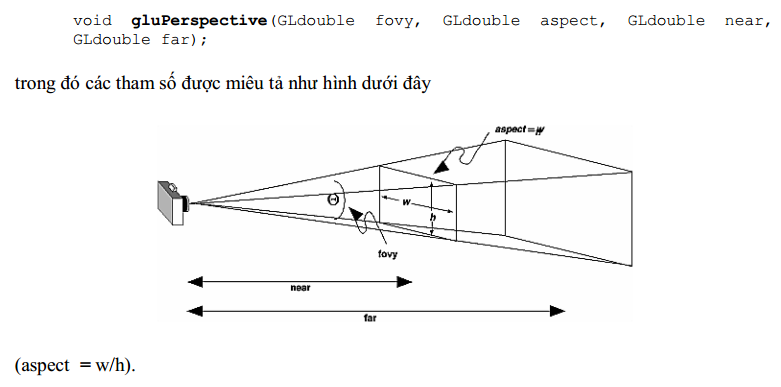 void gluPerspective(GLdouble fovy, GLdouble aspect, GLdouble near,
GLdouble far);
trong đó các tham số được miêu tả như hình dưới đây
aspect=w
Θ
w
h
fovy
near
far
(aspect = w/h).